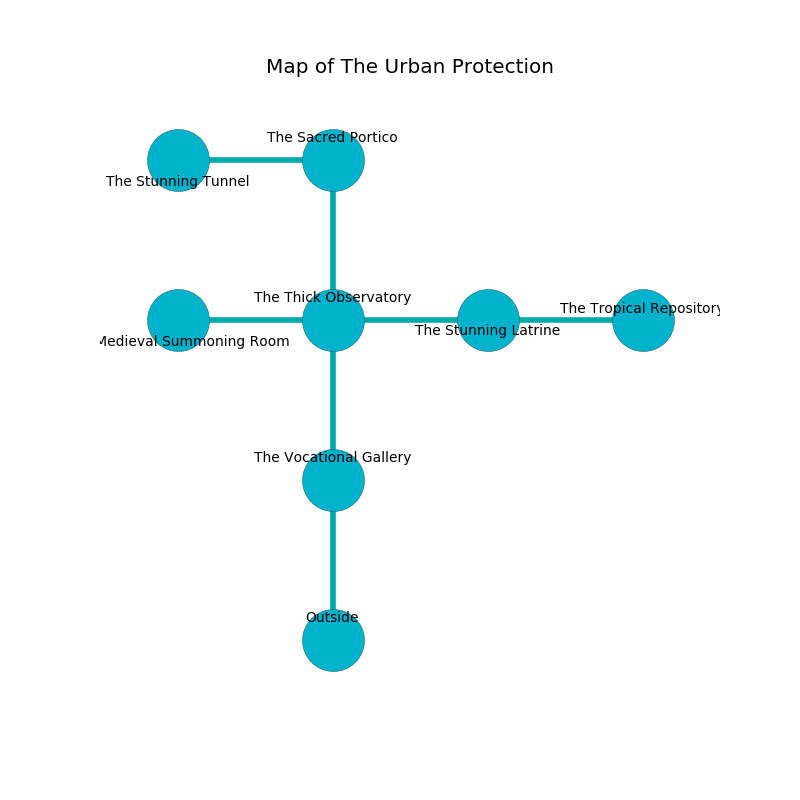 Map of The Urban Protection
The Sacred Portico
The Stunning Tunnel
The Thick Observatory
The Tropical Repository
The Stunning Latrine
Medieval Summoning Room
The Vocational Gallery
Outside